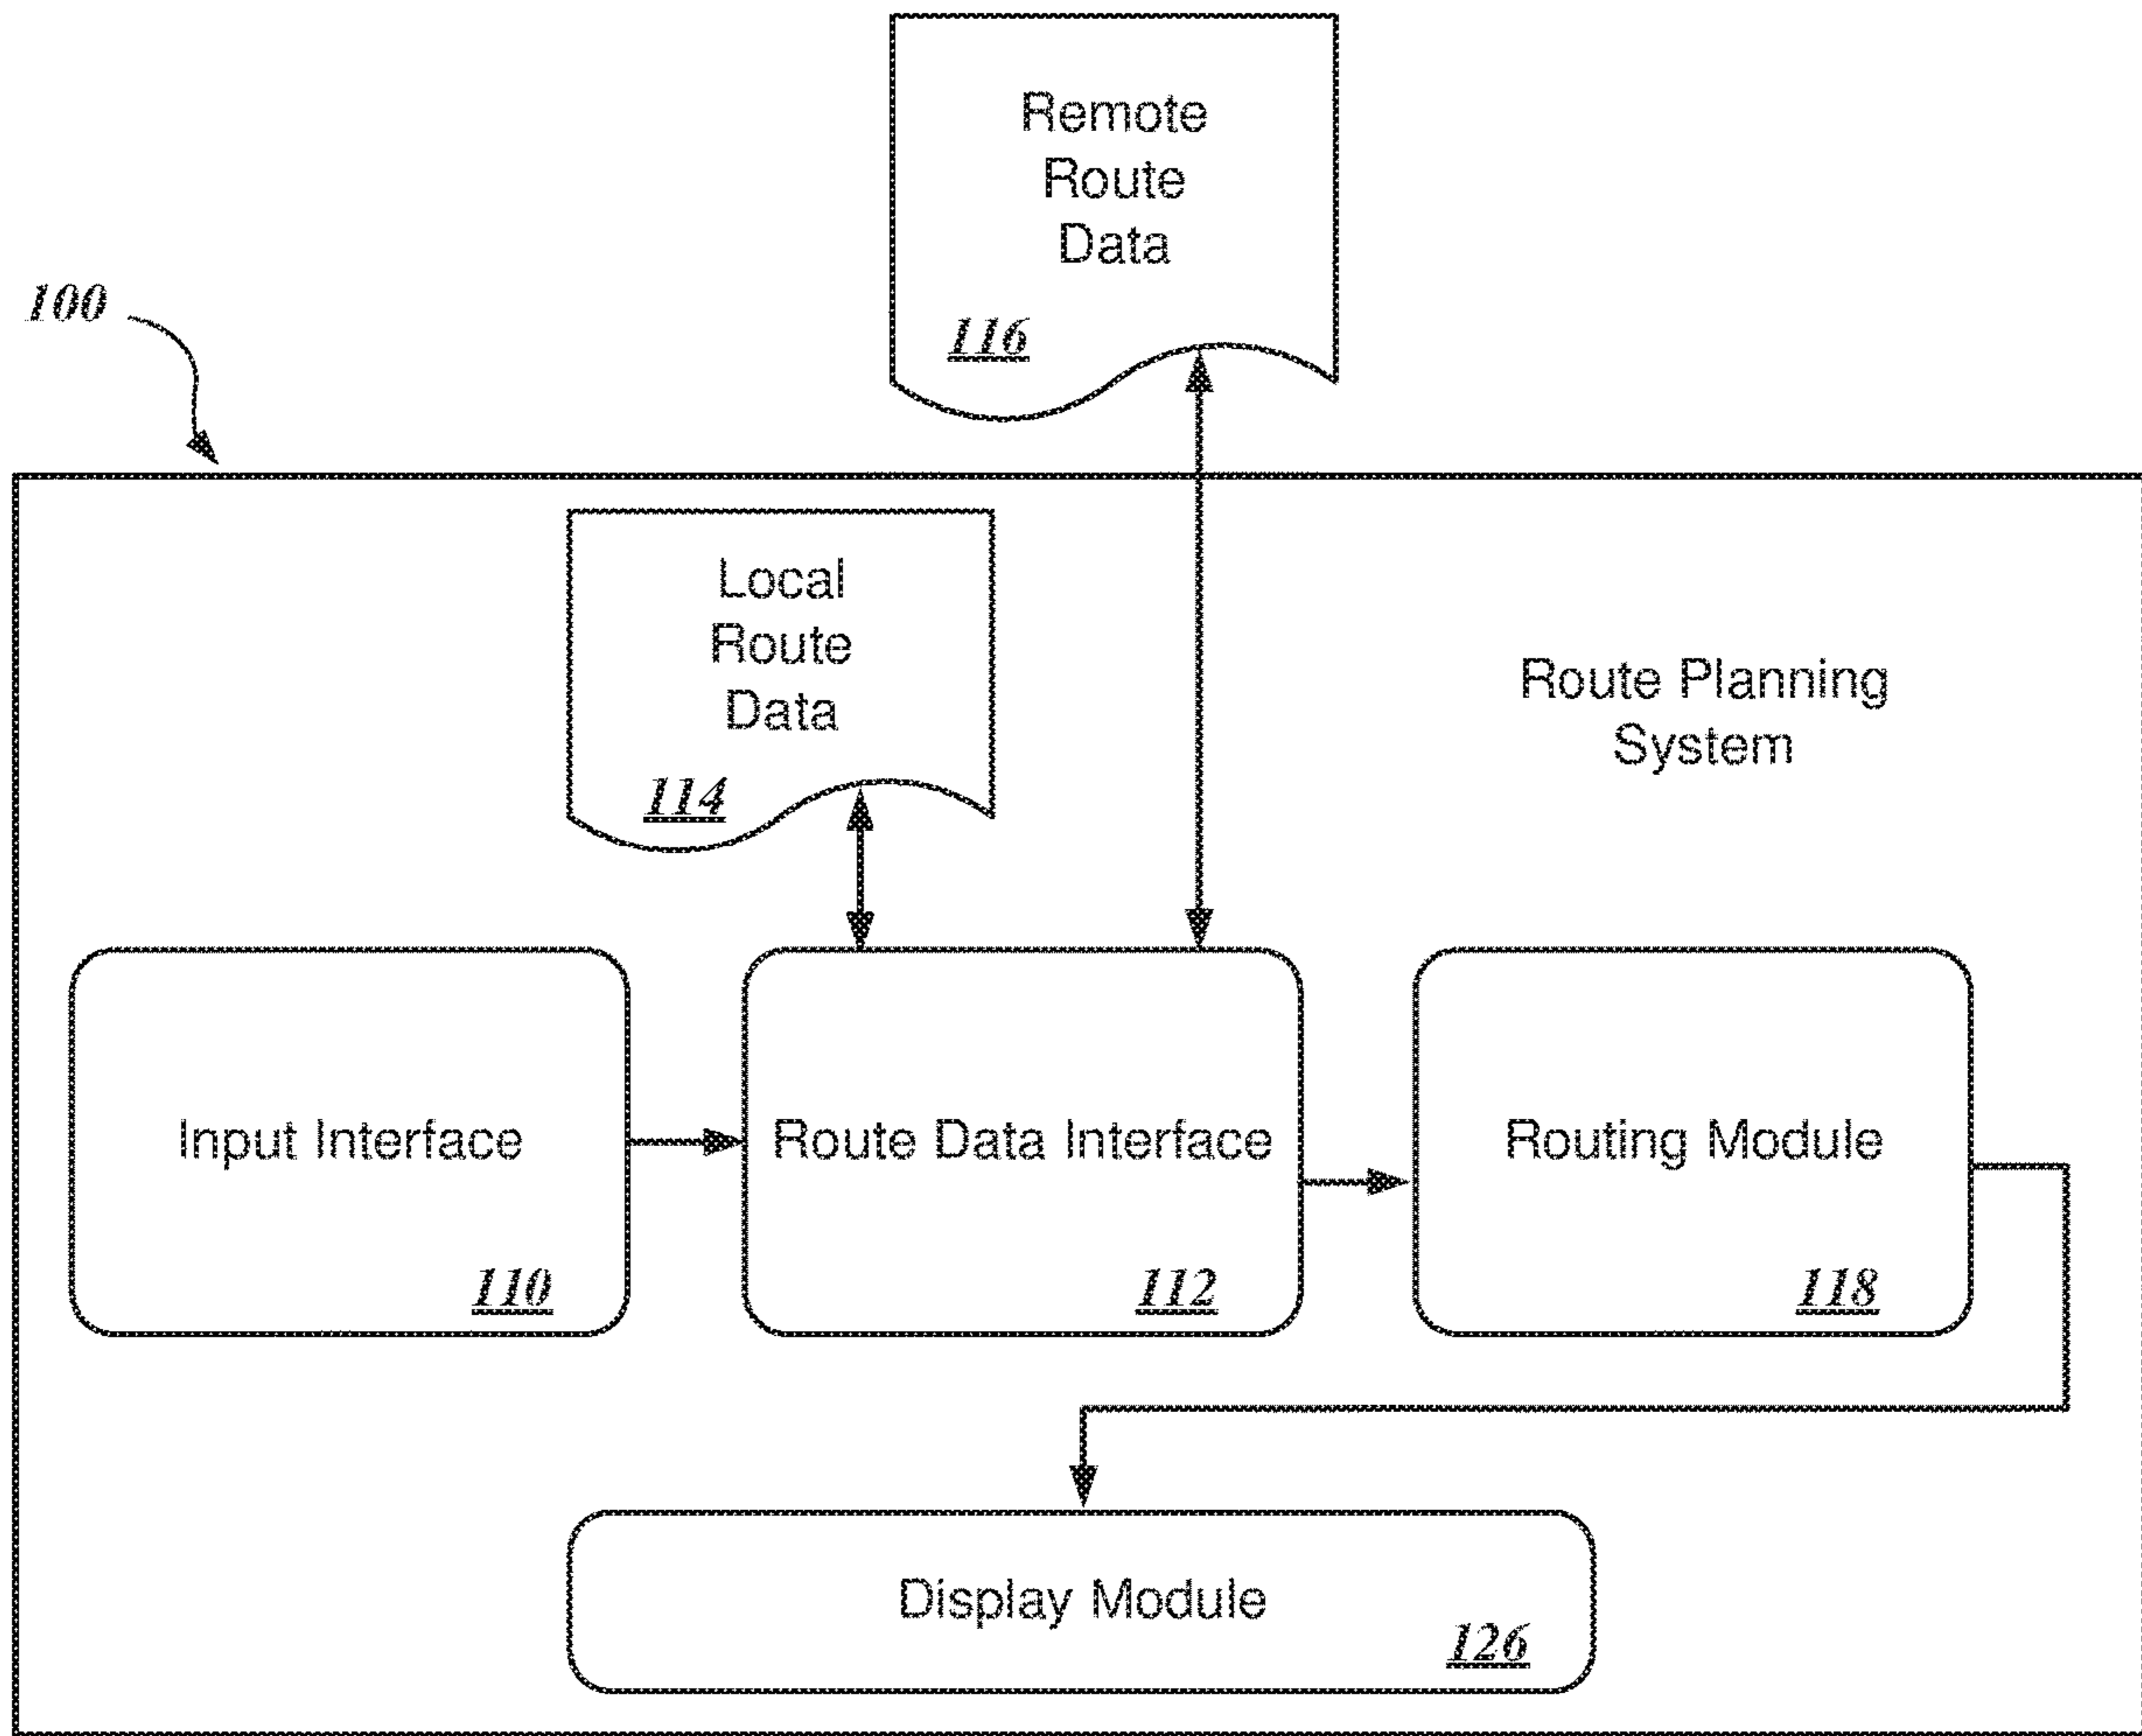 Remote
Route
Data
116
100
Local
Route
Data
114
Route Planning
System
Input Interface
110
Route Data Interface
112
Routing Module
118
Display Module
126